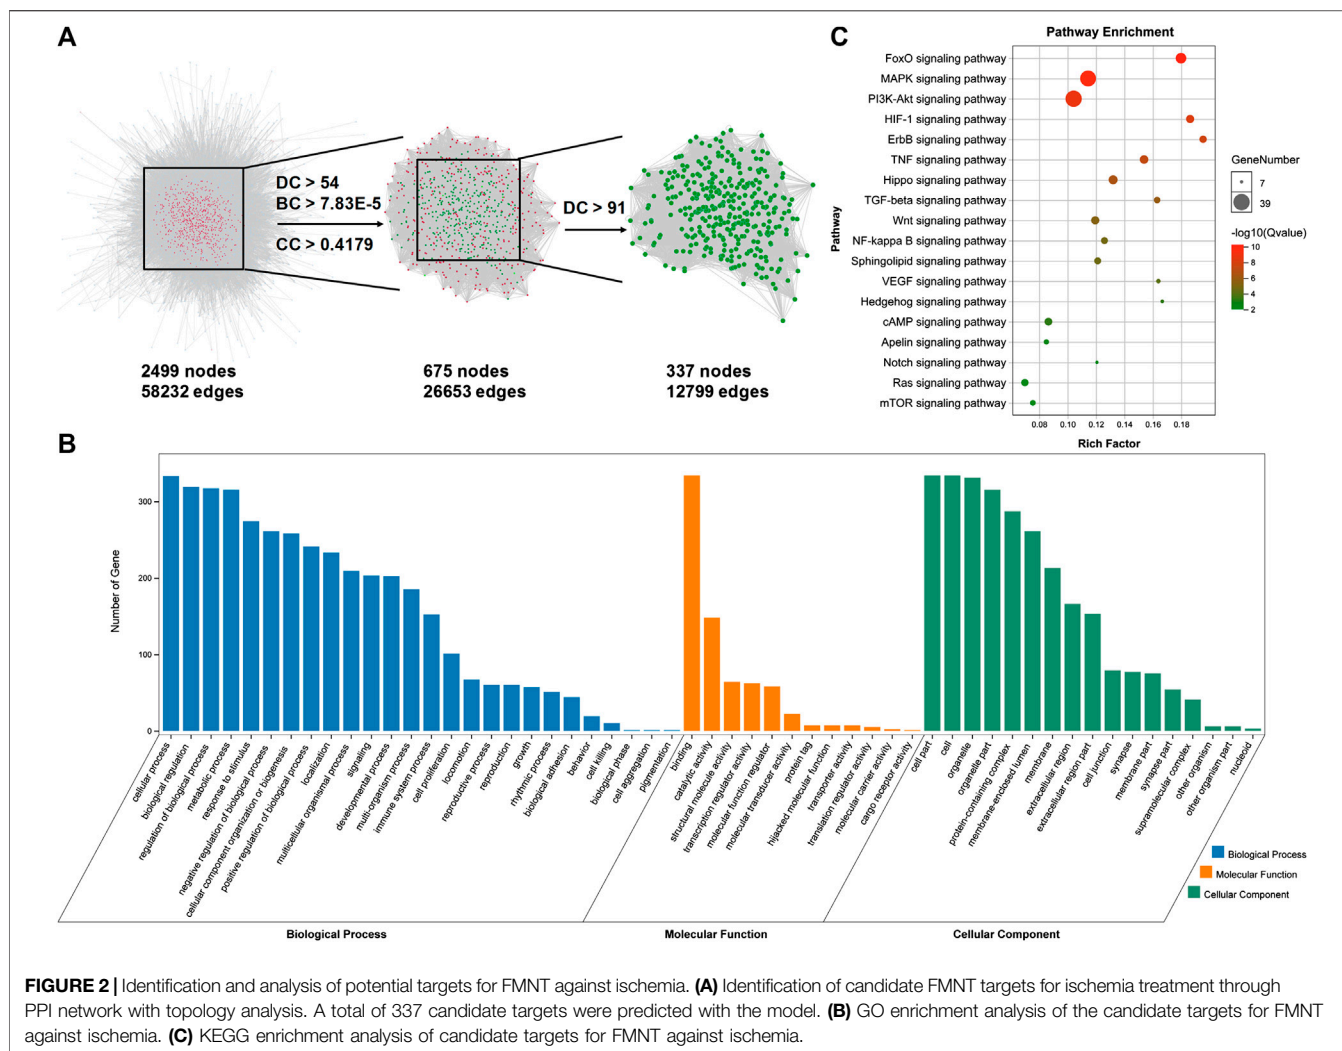 A
DC > 54
BC > 7.83E-5
CC > 0.4179
DC > 91
2499 nodes
58232 edges
675 nodes
26653 edges
337 nodes
12799 edges
C
Pathway Enrichment
Pathway
FoxO signaling pathway
MAPK signaling pathway
PI3K-Akt signaling pathway
HIF-1 signaling pathway
ErbB signaling pathway
TNF signaling pathway
Hippo signaling pathway
TGF-beta signaling pathway
Wnt signaling pathway
NF-kappa B signaling pathway
Sphingolipid signaling pathway
VEGF signaling pathway
Hedgehog signaling pathway
cAMP signaling pathway
Apelin signaling pathway
Notch signaling pathway
Ras signaling pathway
mTOR signaling pathway
0.08 0.10 0.12 0.14 0.16 0.18
Rich Factor
GeneNumber
7
39
-log10(Qvalue)
10
8
6
4
2
B
Number of Gene
300
200
100
0
cellular process
biological regulation
regulation of biological process
metabolic process
response to stimulus
negative regulation of biological process
cellular component organization or biogenesis
positive regulation of biological process
localization
multicellular organismal process
signaling
developmental process
multi-organism process
immune system process
cell proliferation
locomotion
reproductive process
reproduction
growth
rhythmic process
biological adhesion
behavior
cell killing
biological phase
cell aggregation
pigmentation
binding
catalytic activity
structural molecule activity
transcription regulator activity
molecular function regulator
molecular transducer activity
protein tag
hijacked molecular function
transporter activity
translation regulator activity
molecular carrier activity
cargo receptor activity
cell part
cell
organelle
organelle part
protein-containing complex
membrane-enclosed lumen
membrane
extracellular region
extracellular region part
cell junction
synapse
membrane part
synapse part
supramolecular complex
other organism
other organism part
nucleoid
Biological Process
Molecular Function
Cellular Component
Biological Process
Molecular Function
Cellular Component
FIGURE 2 | Identification and analysis of potential targets for FMNT against ischemia. (A) Identification of candidate FMNT targets for ischemia treatment through
PPI network with topology analysis. A total of 337 candidate targets were predicted with the model. (B) GO enrichment analysis of the candidate targets for FMNT
against ischemia. (C) KEGG enrichment analysis of candidate targets for FMNT against ischemia.